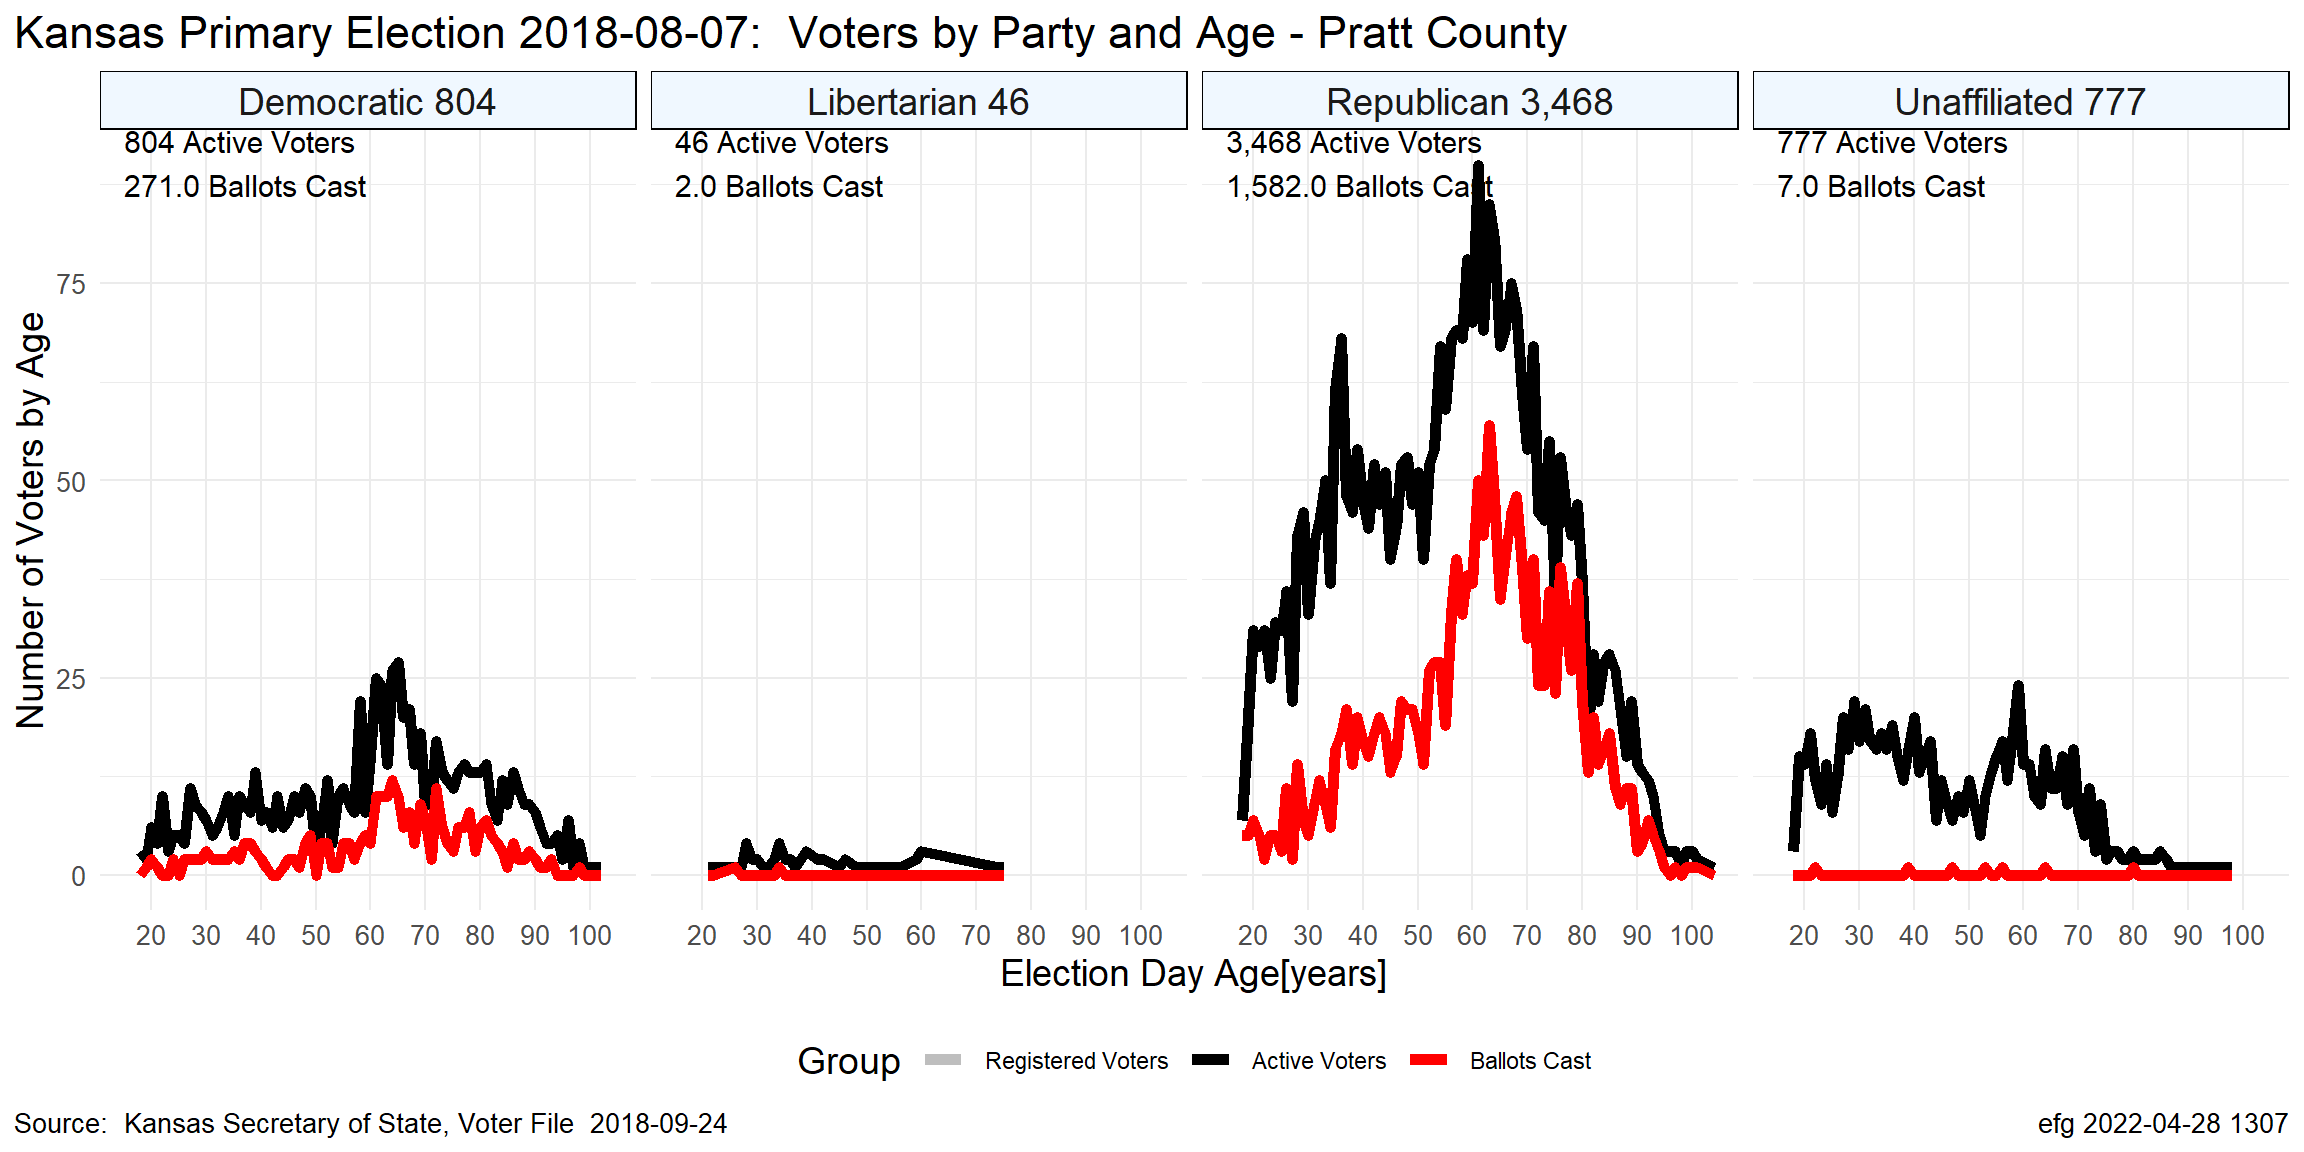 Kansas Primary Election 2018-08-07:  Voters by Party and Age - Pratt County
Democratic 804
Libertarian 46
Republican 3,468
Unaffiliated 777
804 Active Voters
271.0 Ballots Cast
46 Active Voters
2.0 Ballots Cast
3,468 Active Voters
1,582.0 Ballots Cast
777 Active Voters
7.0 Ballots Cast
Number of Voters by Age
75
50
25
0
20 30 40 50 60 70 80 90 100
20 30 40 50 60 70 80 90 100
20 30 40 50 60 70 80 90 100
20 30 40 50 60 70 80 90 100
Election Day Age[years]
Group Registered Voters Active Voters Ballots Cast
Source:  Kansas Secretary of State, Voter File  2018-09-24
efg 2022-04-28 1307